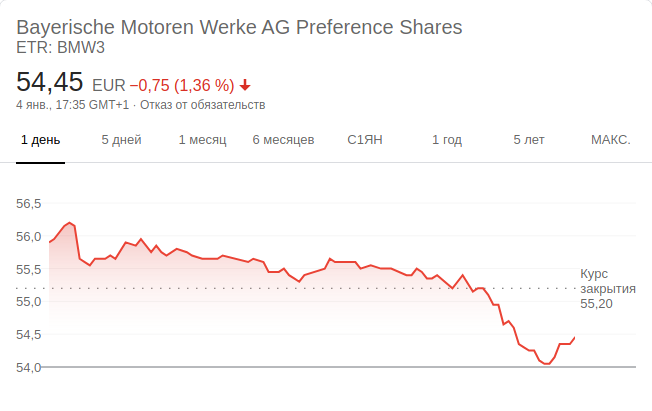 Bayerische Motoren Werke AG Preference Shares
ETR: BMW3
54,45 EUR −0,75 (1,36 %)
4 янв., 17:35 GMT+1 · Отказ от обязательств
1 день 5 дней 1 месяц 6 месяцев С1ЯН 1 год 5 лет МАКС.
56,5
56,0
55,5
55,0
54,5
54,0
Курс
закрытия
55,20